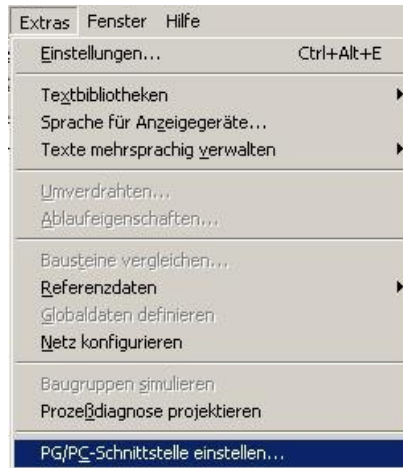 Extras Fenster Hilfe
Einstellungen... Ctrl+Alt+E
Textbibliotheken
Sprache für Anzeigegeräte...
Texte mehrsprachig verwalten
Umverdrahten...
Ablaufeigenschaften...
Bausteine vergleichen...
Referenzdaten
Globaldaten definieren
Netz konfigurieren
Baugruppen simulieren
Prozeßdiagnose projektieren
PG/PC-Schnittstelle einstellen...